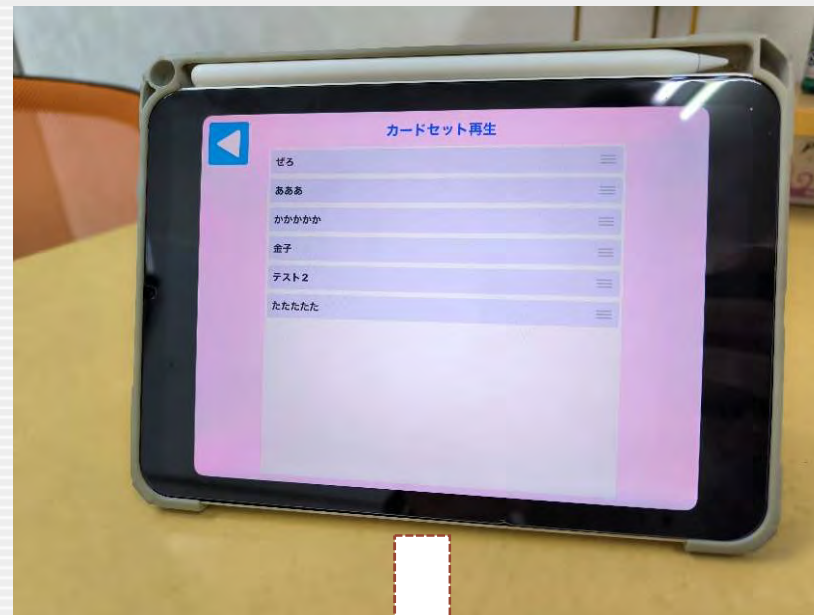 カードセット再生
ぜろ
あああ
かかかかか
金子
テスト2
たたたたた